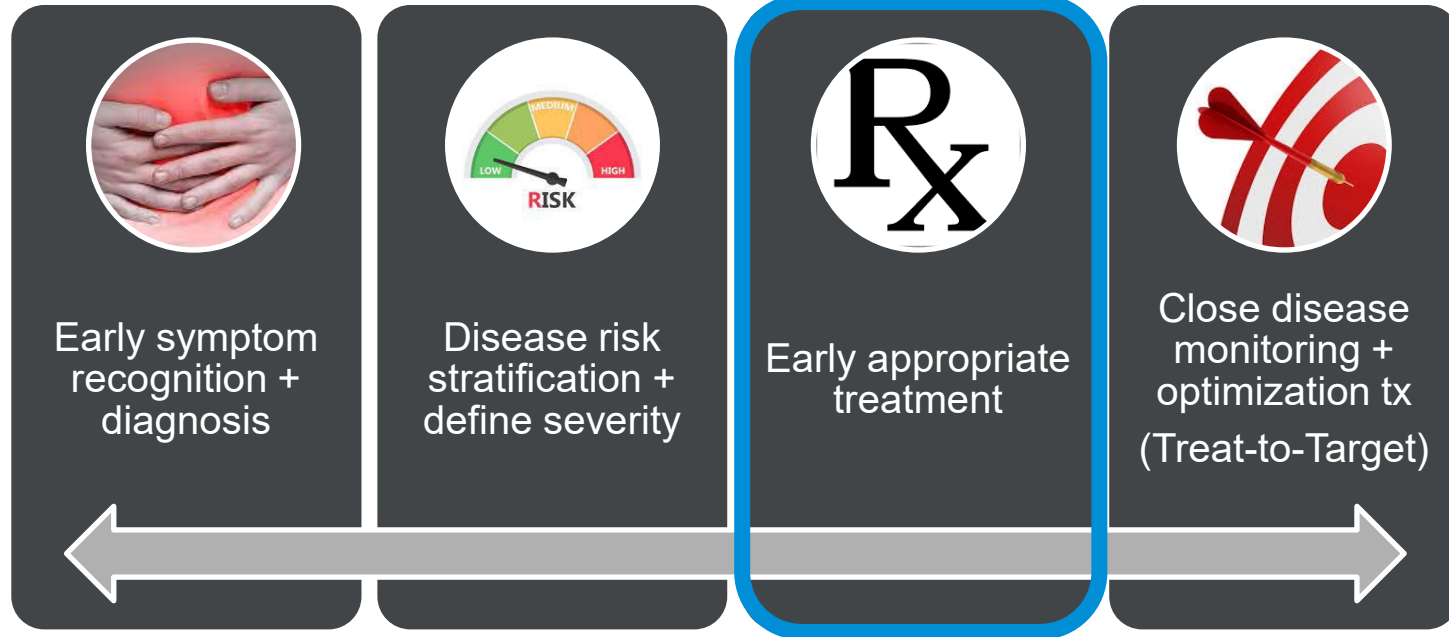 Early symptom
recognition +
diagnosis
LOW
MEDIUM
HIGH
RISK
Disease risk
stratification +
define severity
Rx
Early appropriate
treatment
Close disease
monitoring +
optimization tx
(Treat-to-Target)